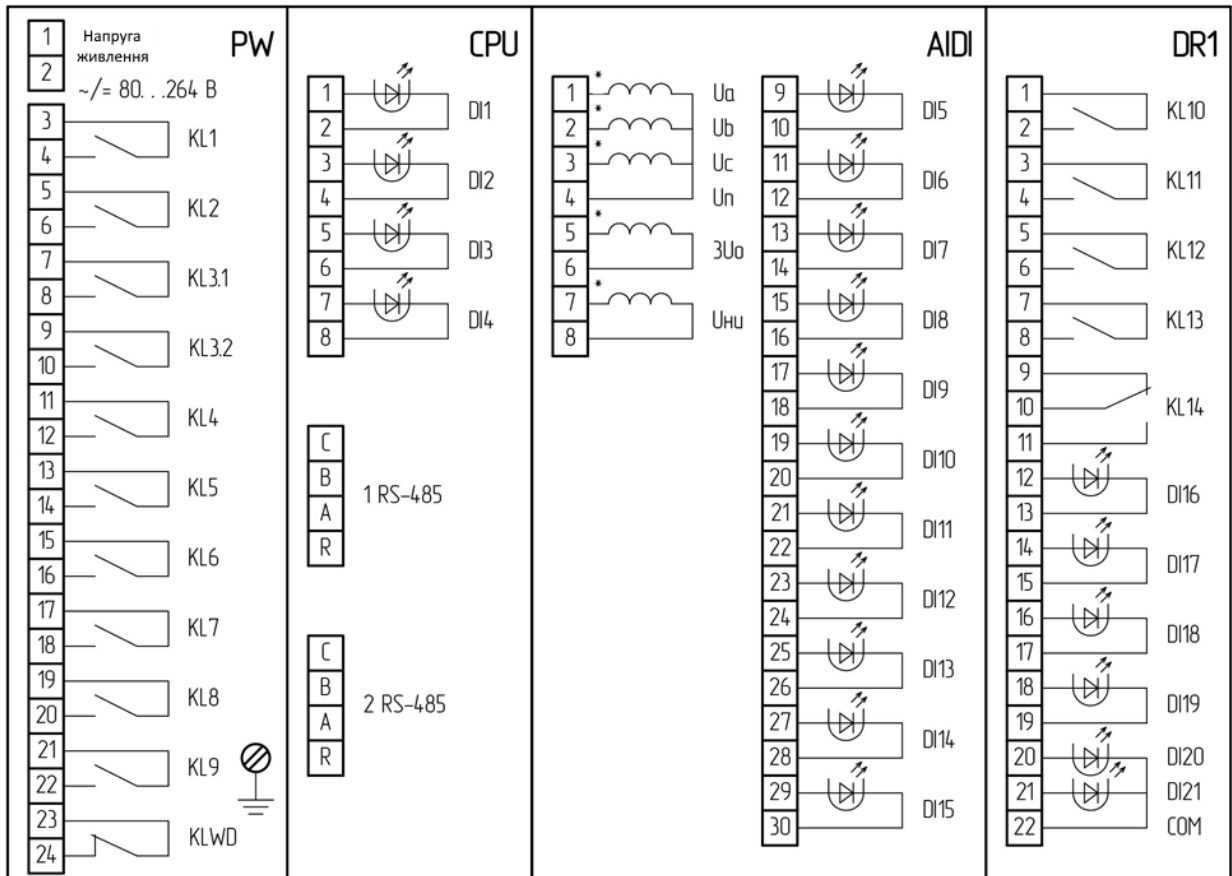 PW
1
2
Напруга
живлення
~/= 80. . .264 В
3
4
KL1
5
6
KL2
7
8
KL3.1
9
10
KL3.2
11
12
KL4
13
14
KL5
15
16
KL6
17
18
KL7
19
20
KL8
21
22
KL9
23
24
KLWD
CPU
1
2
DI1
3
4
DI2
5
6
DI3
7
8
DI4
C
B
A
R
1 RS-485
C
B
A
R
2 RS-485
AIDI
* 1 Ua
* 2 Ub
* 3 Uc
4 Un
* 5
6
3Uo
* 7
8
Uнu
9
10
DI5
11
12
DI6
13
14
DI7
15
16
DI8
17
18
DI9
19
20
DI10
21
22
DI11
23
24
DI12
25
26
DI13
27
28
DI14
29
30
DI15
DR1
1
2
KL10
3
4
KL11
5
6
KL12
7
8
KL13
9
10
11
KL14
12
13
DI16
14
15
DI17
16
17
DI18
18
19
DI19
20 DI20
21 DI21
22 COM